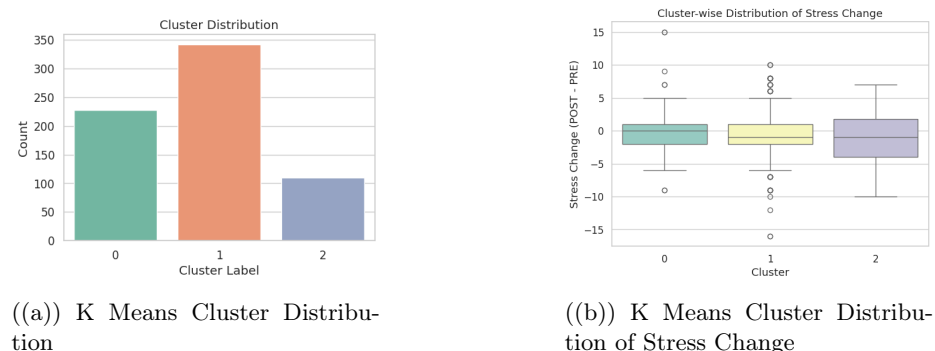 Cluster Distribution
350
300
250
200
150
100
50
0
Count
0 1 2
Cluster Label
((a)) K Means Cluster Distribu-
tion
Cluster-wise Distribution of Stress Change
15
10
5
0
−5
−10
−15
Stress Change (POST - PRE)
0 1 2
Cluster
((b)) K Means Cluster Distribu-
tion of Stress Change